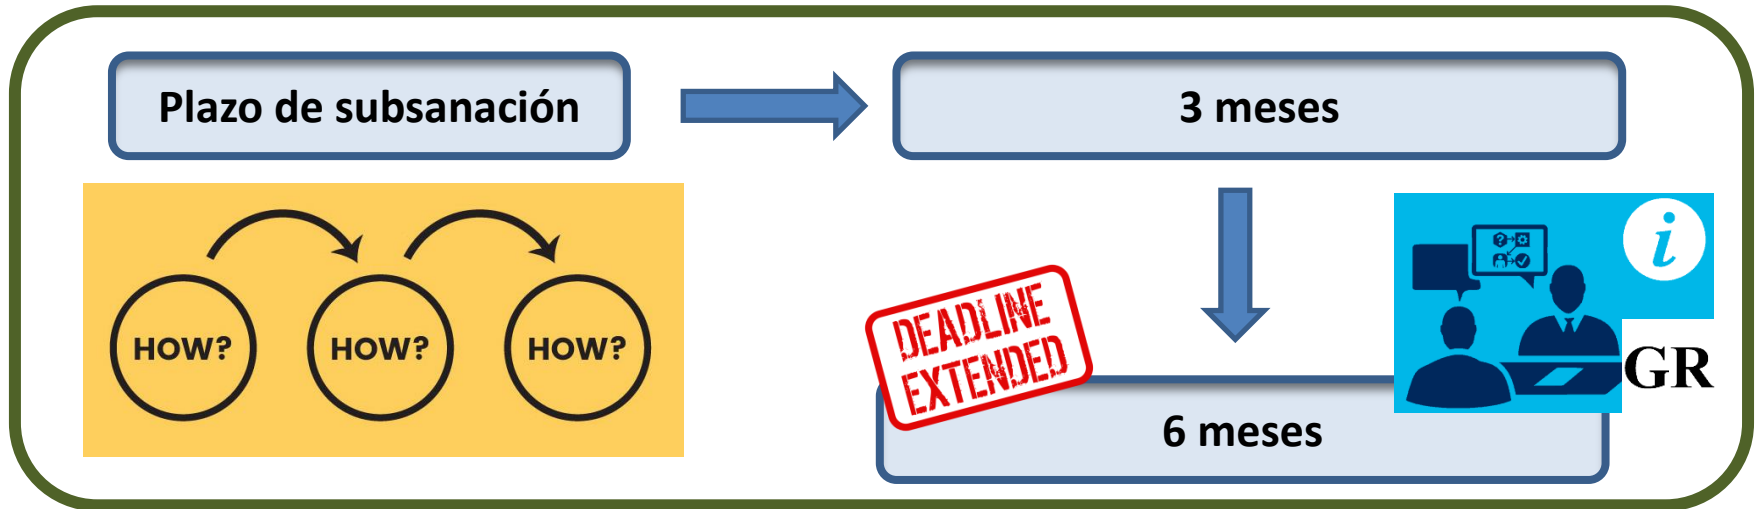 Plazo de subsanación
3 meses
HOW?
HOW?
HOW?
DEADLINE
EXTENDED
i
GR
6 meses